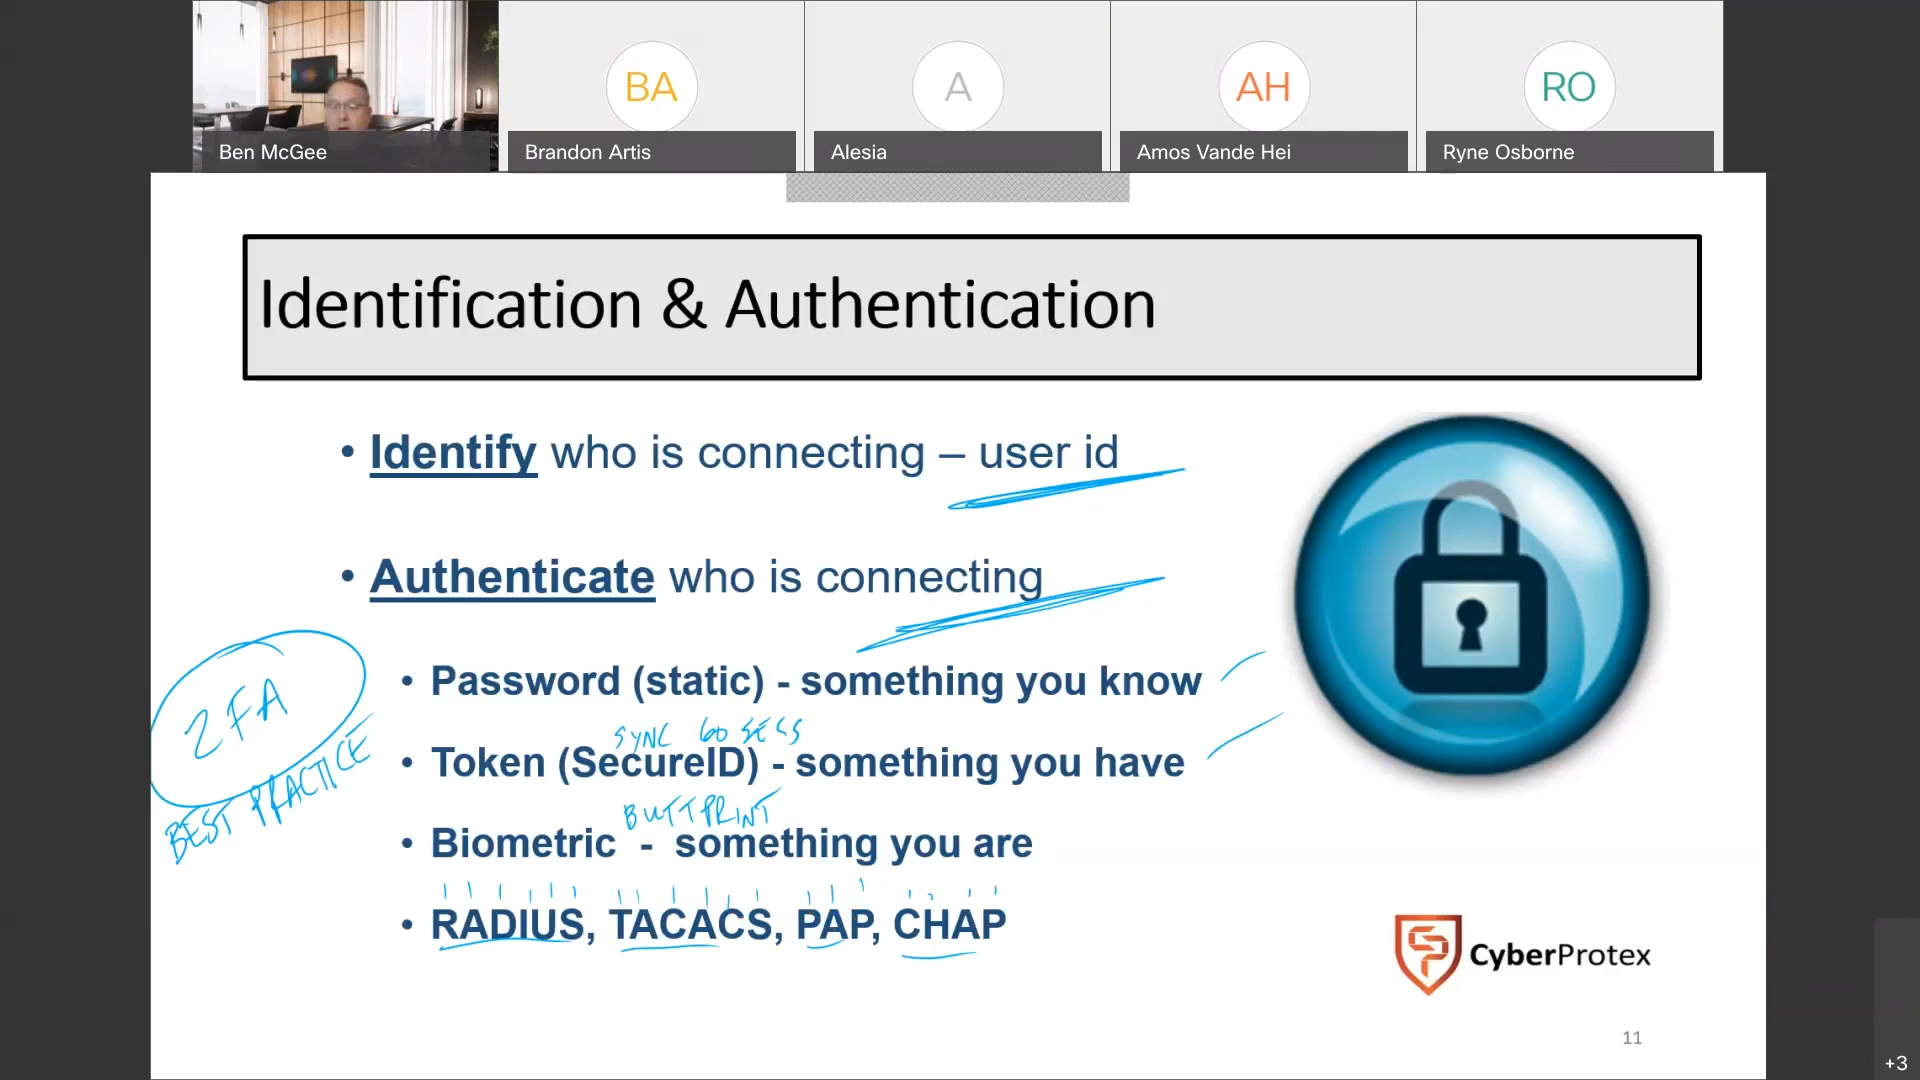 BA
A
AH
RO
Ben McGee
Brandon Artis
Alesia
Amos Vande Hei
Ryne Osborne
Identification & Authentication
• Identify who is connecting – user id
• Authenticate who is connecting
2FA
BEST PRACTICE
• Password (static) - something you know
SYNC 60 SECS
• Token (SecureID) - something you have
BUTTPRINT
• Biometric - something you are
• RADIUS, TACACS, PAP, CHAP
CyberProtex
11
+3